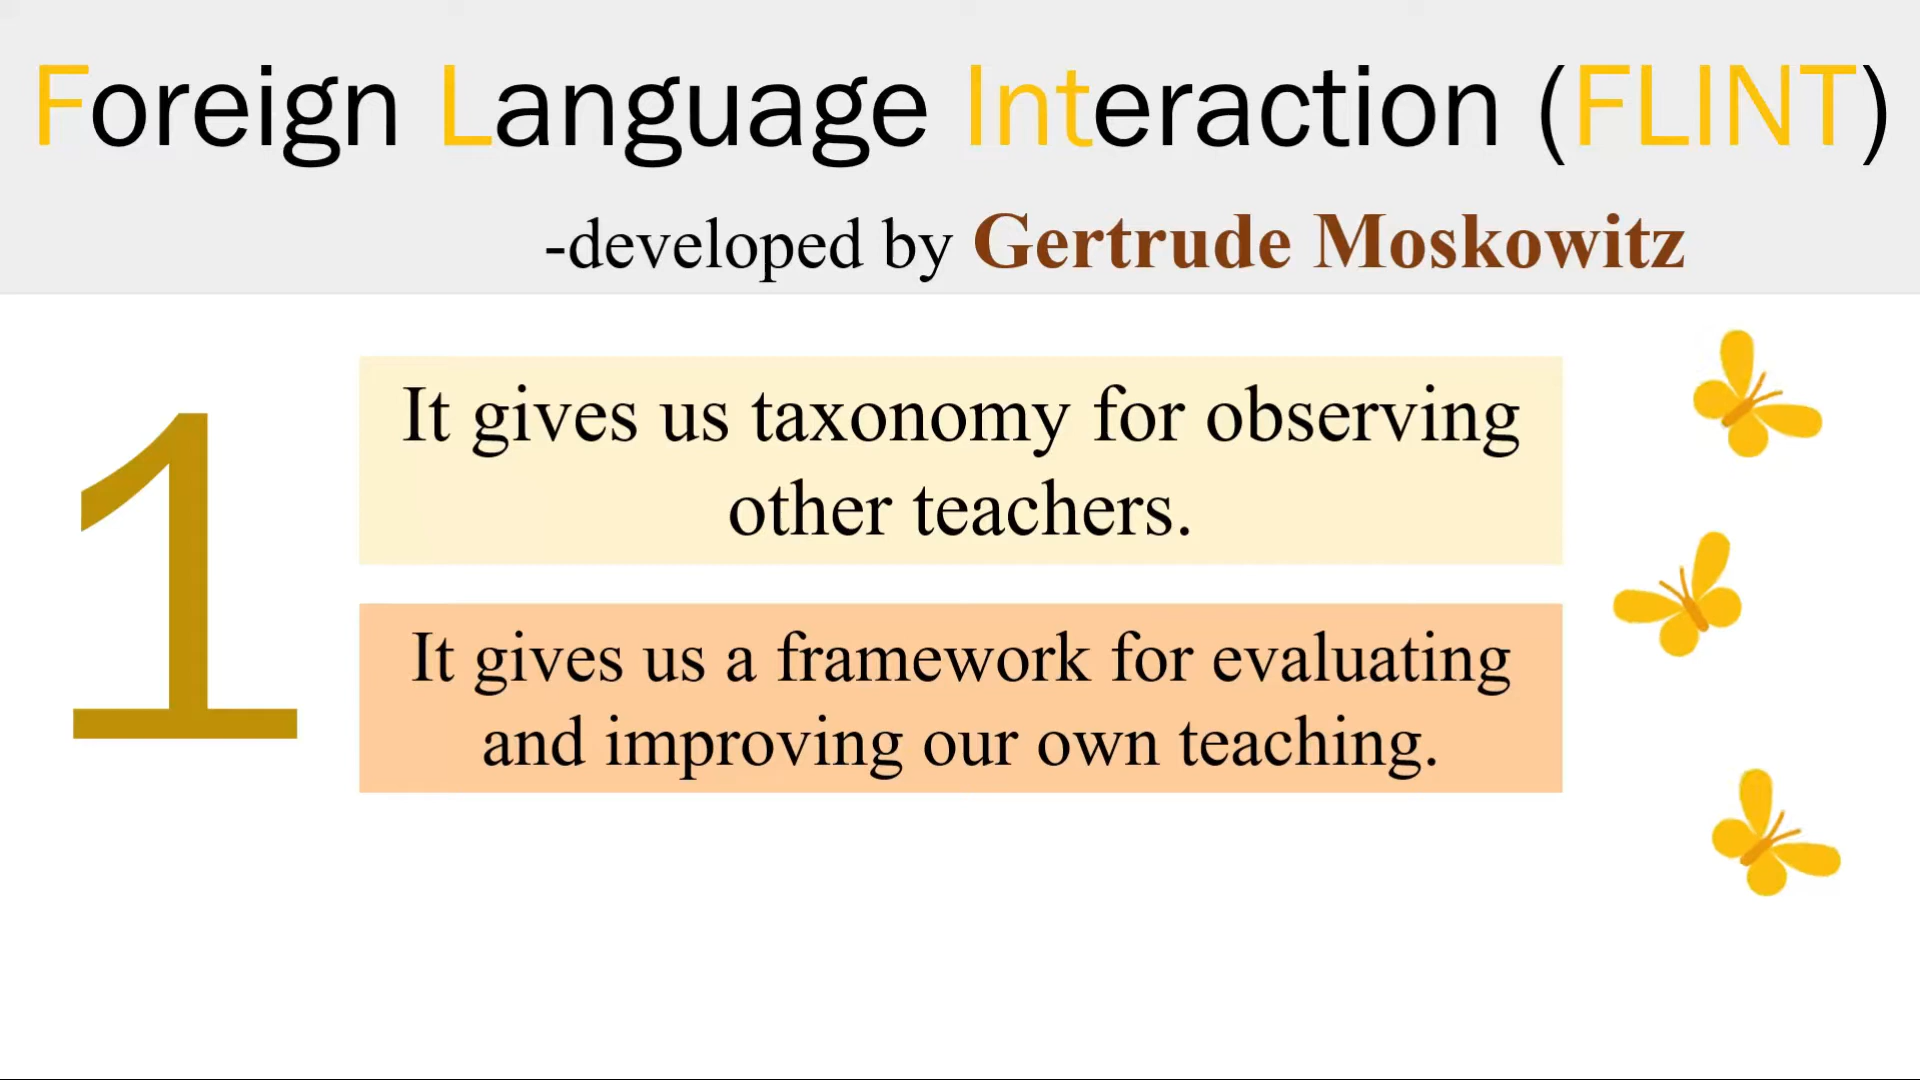 Foreign Language Interaction (FLINT)
-developed by Gertrude Moskowitz
1
It gives us taxonomy for observing
other teachers.
It gives us a framework for evaluating
and improving our own teaching.